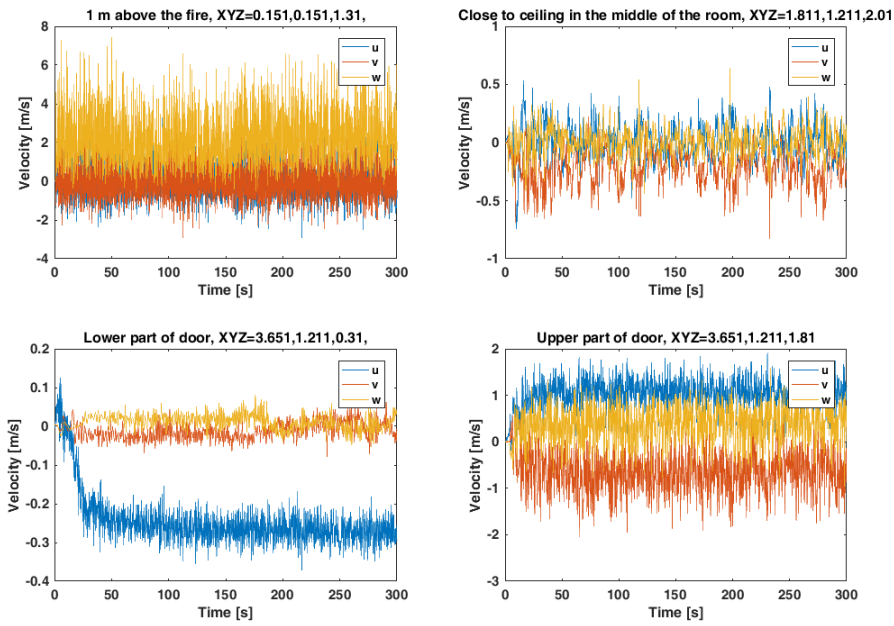 1 m above the fire, XYZ=0.151,0.151,1.31,
8
6
4
2
0
-2
-4
Velocity [m/s]
u
v
w
0 50 100 150 200 250 300
Time [s]
Close to ceiling in the middle of the room, XYZ=1.811,1.211,2.01
1
0.5
0
-0.5
-1
Velocity [m/s]
u
v
w
0 50 100 150 200 250 300
Time [s]
Lower part of door, XYZ=3.651,1.211,0.31,
0.2
0.1
0
-0.1
-0.2
-0.3
-0.4
Velocity [m/s]
u
v
w
0 50 100 150 200 250 300
Time [s]
Upper part of door, XYZ=3.651,1.211,1.81
2
1
0
-1
-2
-3
Velocity [m/s]
u
v
w
0 50 100 150 200 250 300
Time [s]